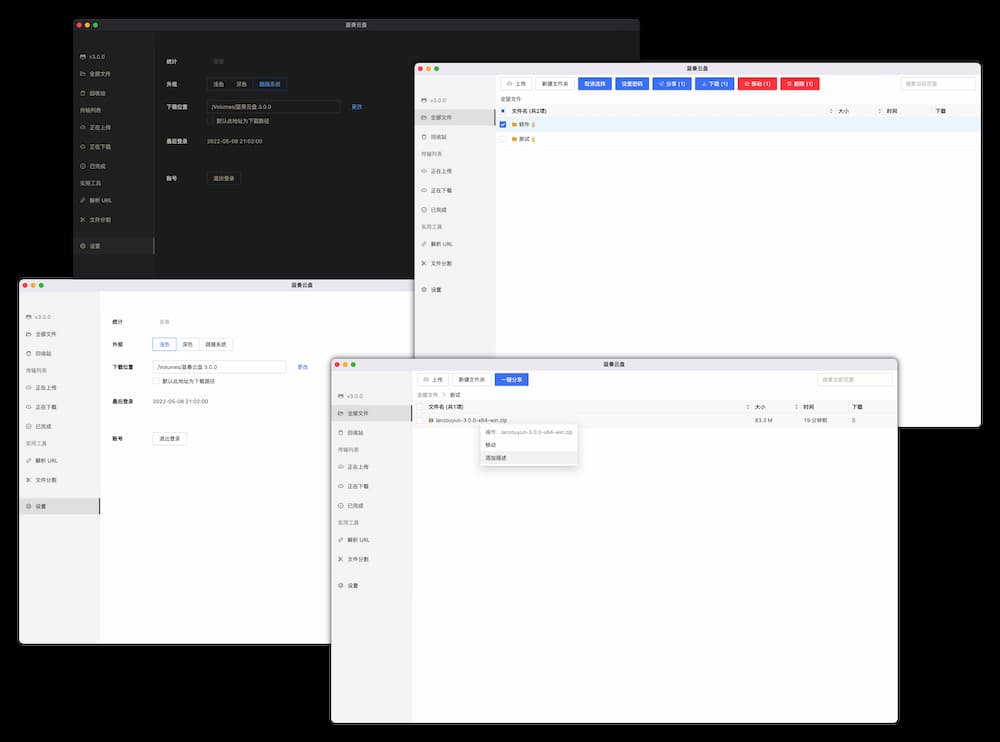 蓝奏云盘
v3.0.0
全部文件
回收站
传输列表
正在上传
正在下载
已完成
实用工具
解析 URL
文件分割
设置
统计
外观
浅色 深色 跟随系统
下载位置 /Volumes/蓝奏云盘 3.0.0 更改
默认此地址为下载路径
最后登录 2022-05-08 21:02:00
账号 退出登录
蓝奏云盘
v3.0.0
全部文件
回收站
传输列表
正在上传
正在下载
已完成
实用工具
解析 URL
文件分割
设置
上传 新建文件夹 取消选择 设置密码 分享 (1) 下载 (1) 移动 (1) 删除 (1) 搜索当前页面
全部文件
文件名 (共2项) 大小 时间 下载
软件
测试
蓝奏云盘
v3.0.0
全部文件
回收站
传输列表
正在上传
正在下载
已完成
实用工具
解析 URL
文件分割
设置
统计
外观
浅色 深色 跟随系统
下载位置 /Volumes/蓝奏云盘 3.0.0 更改
默认此地址为下载路径
最后登录 2022-05-08 21:02:00
账号 退出登录
蓝奏云盘
v3.0.0
全部文件
回收站
传输列表
正在上传
正在下载
已完成
实用工具
解析 URL
文件分割
设置
上传 新建文件夹 一键分享 搜索当前页面
全部文件 > 测试
文件名 (共1项) 大小 时间 下载
lanzouyun-3.0.0-x64-win.zip 83.3 M 19 分钟前 0
操作：lanzouyun-3.0.0-x64-win.zip
移动
添加描述